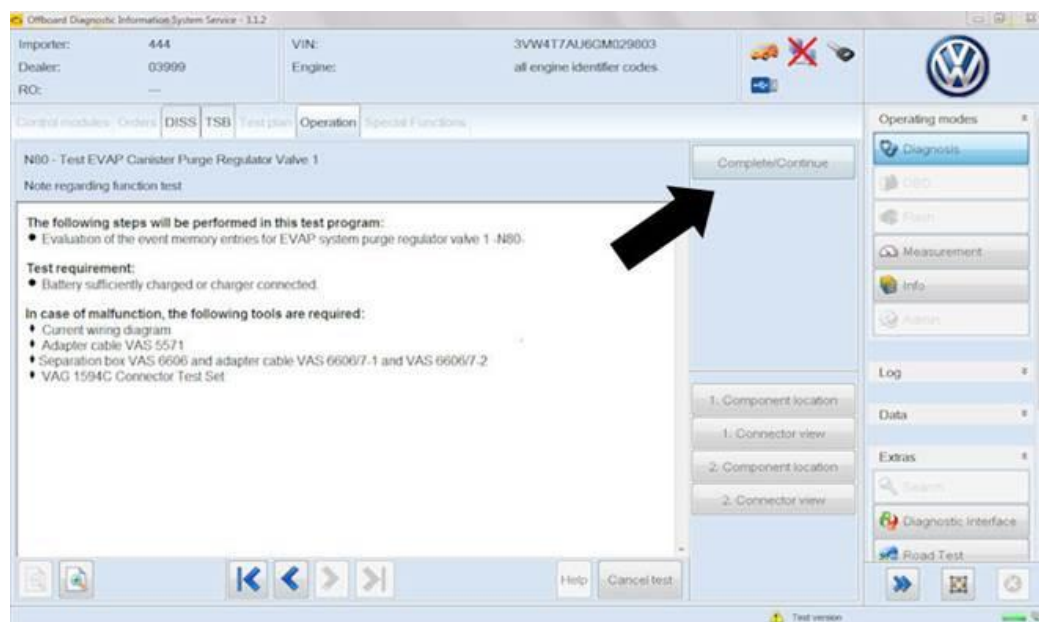 Offboard Diagnostic Information System Service - 3.1.2
Importer: 444 VIN: 3VW4T7AU6GM029803
Dealer: 03999 Engine: all engine identifier codes
RO: ---
Control modules Orders DISS TSB Test plan Operation Special Functions
N80 - Test EVAP Canister Purge Regulator Valve 1
Note regarding function test
Complete/Continue
The following steps will be performed in this test program:
Evaluation of the event memory entries for EVAP system purge regulator valve 1 -N80-
Test requirement:
Battery sufficiently charged or charger connected.
In case of malfunction, the following tools are required:
Current wiring diagram
Adapter cable VAS 5571
Separation box VAS 6606 and adapter cable VAS 6606/7-1 and VAS 6606/7-2
VAG 1594C Connector Test Set
1. Component location
1. Connector view
2. Component location
2. Connector view
Help
Cancel test
Operating modes
Diagnosis
OBD
Flash
Measurement
Info
Admin
Log
Data
Extras
Search
Diagnostic Interface
Road Test
Test version